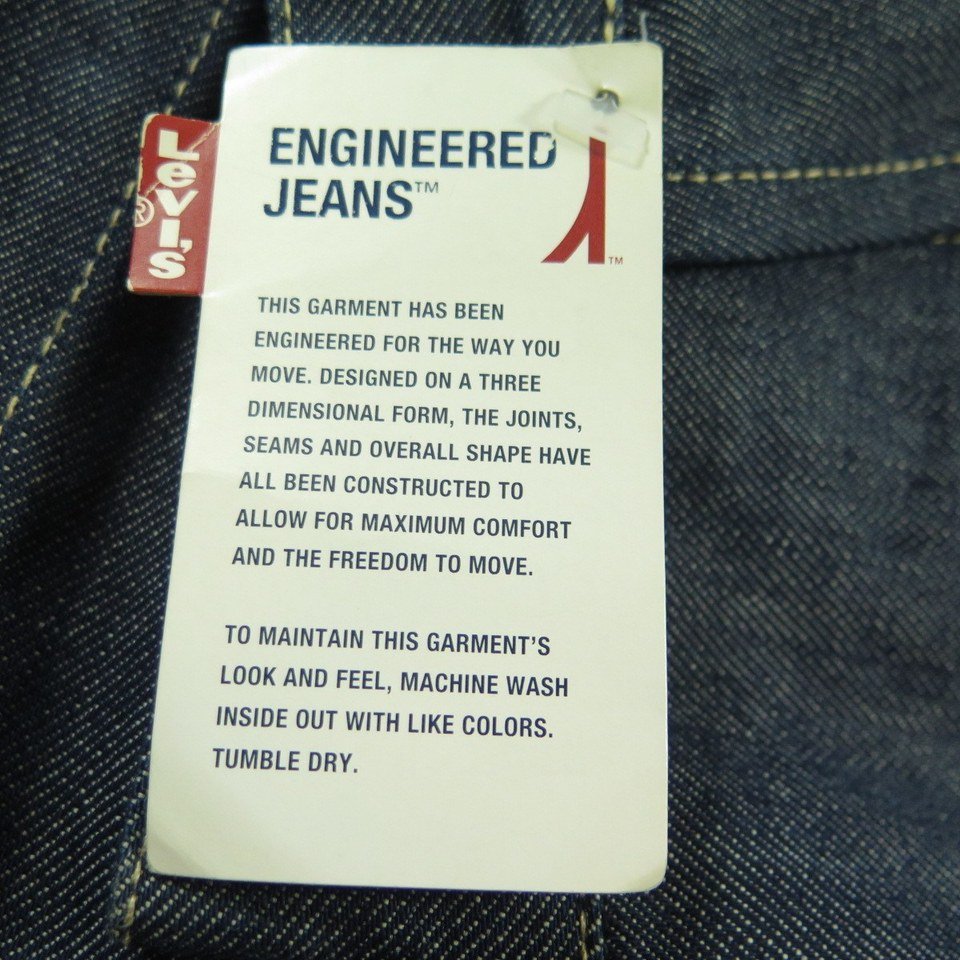 Levi's
®
ENGINEERED
JEANS™
™
THIS GARMENT HAS BEEN
ENGINEERED FOR THE WAY YOU
MOVE. DESIGNED ON A THREE
DIMENSIONAL FORM, THE JOINTS,
SEAMS AND OVERALL SHAPE HAVE
ALL BEEN CONSTRUCTED TO
ALLOW FOR MAXIMUM COMFORT
AND THE FREEDOM TO MOVE.
TO MAINTAIN THIS GARMENT'S
LOOK AND FEEL, MACHINE WASH
INSIDE OUT WITH LIKE COLORS.
TUMBLE DRY.